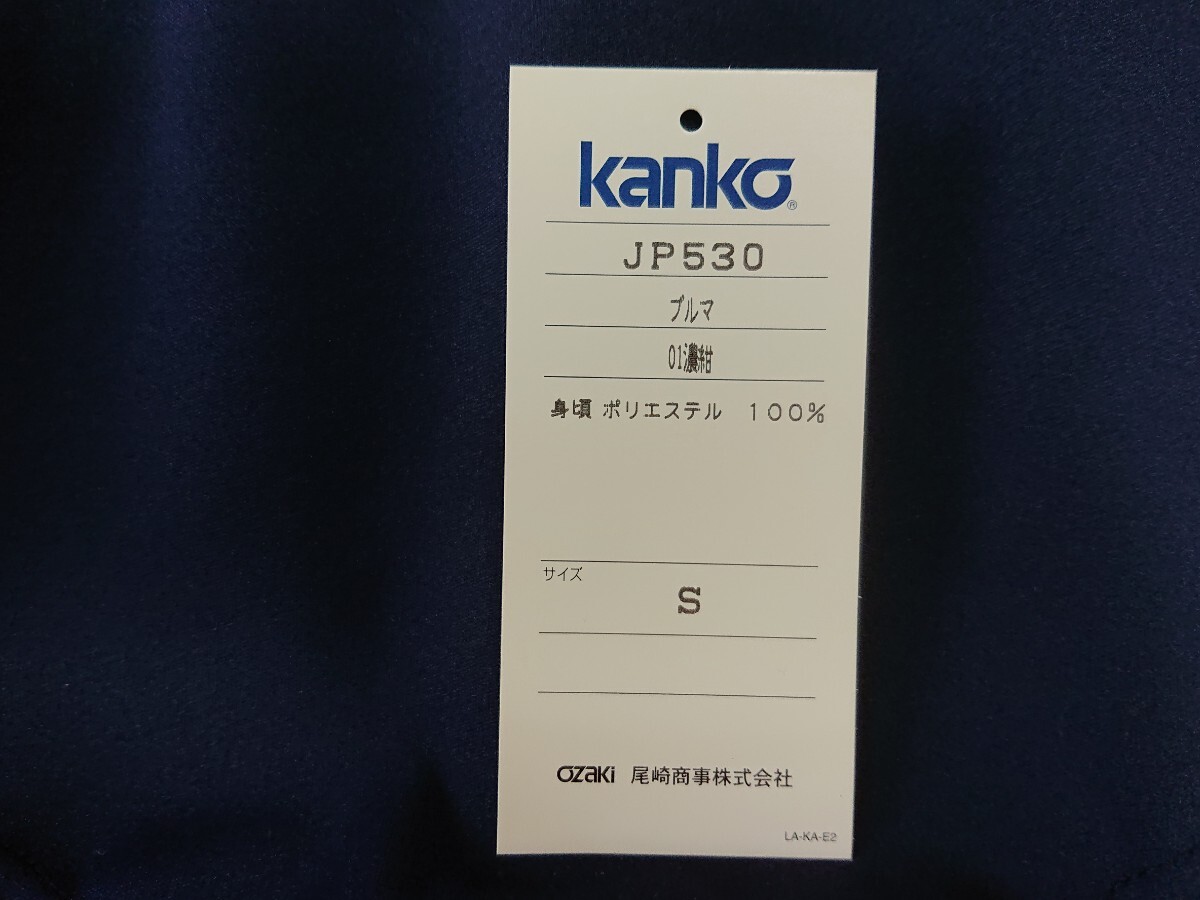 kanko®
JP530
ブルマ
01濃紺
身頃 ポリエステル 100%
サイズ
S
OZAKI 尾崎商事株式会社
LA-KA-E2